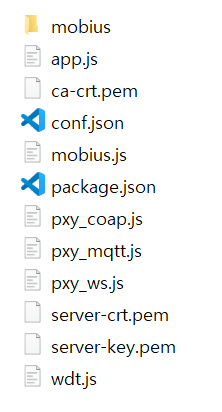 mobius
app.js
ca-crt.pem
conf.json
mobius.js
package.json
pxy_coap.js
pxy_mqtt.js
pxy_ws.js
server-crt.pem
server-key.pem
wdt.js